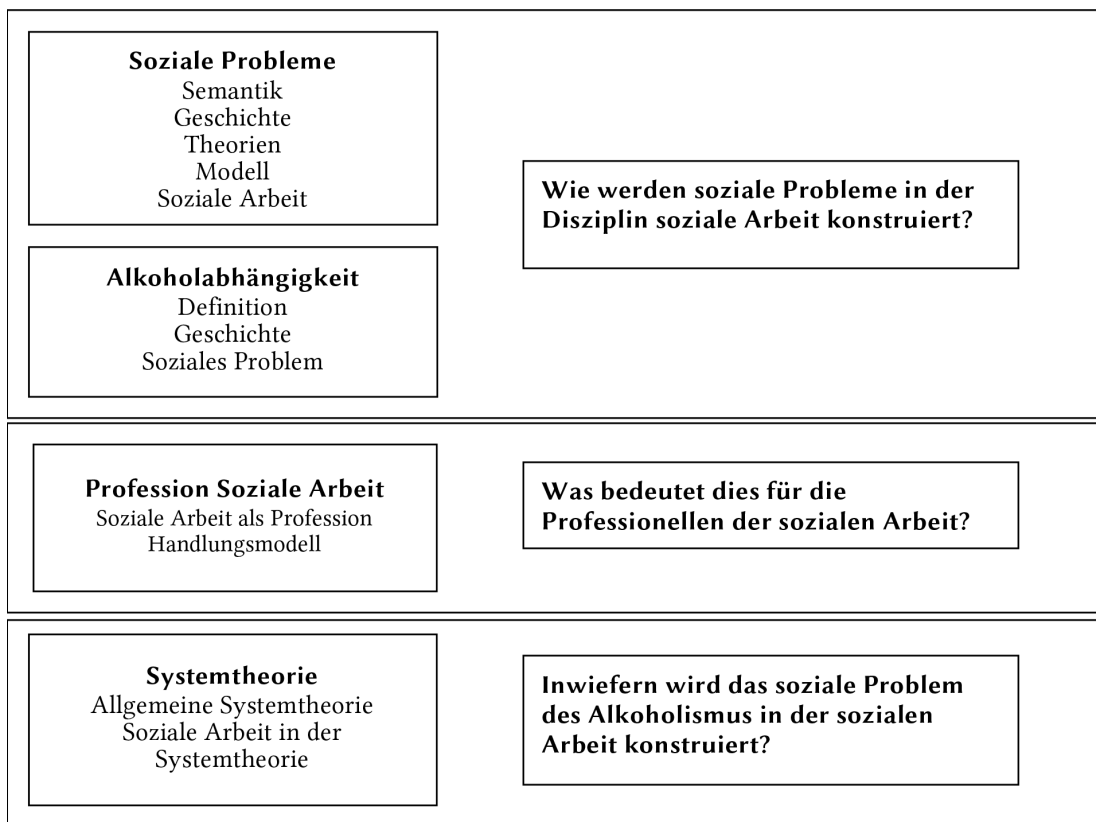 Soziale Probleme
Semantik
Geschichte
Theorien
Modell
Soziale Arbeit
Wie werden soziale Probleme in der
Disziplin soziale Arbeit konstruiert?
Alkoholabhängigkeit
Definition
Geschichte
Soziales Problem
Profession Soziale Arbeit
Soziale Arbeit als Profession
Handlungsmodell
Was bedeutet dies für die
Professionellen der sozialen Arbeit?
Systemtheorie
Allgemeine Systemtheorie
Soziale Arbeit in der
Systemtheorie
Inwiefern wird das soziale Problem
des Alkoholismus in der sozialen
Arbeit konstruiert?